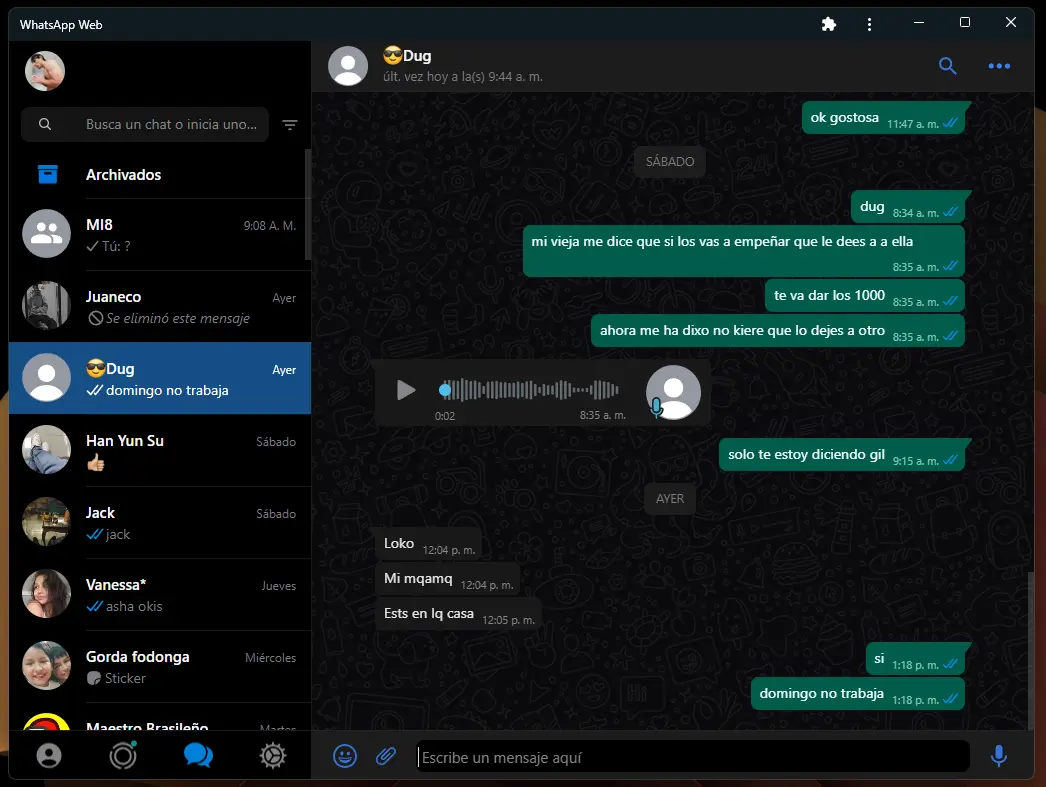 WhatsApp Web
Busca un chat o inicia uno...
Archivados
MI8
9:08 A. M.
Tú: ?
Juaneco
Ayer
Se eliminó este mensaje
😎Dug
Ayer
domingo no trabaja
Han Yun Su
Sábado
👍🏼
Jack
Sábado
jack
Vanessa*
Jueves
asha okis
Gorda fodonga
Miércoles
Sticker
Maestro Brasileño
Martes
😎Dug
últ. vez hoy a la(s) 9:44 a. m.
ok gostosa 11:47 a. m.
SÁBADO
dug 8:34 a. m.
mi vieja me dice que si los vas a empeñar que le dees a a ella
8:35 a. m.
te va dar los 1000 8:35 a. m.
ahora me ha dixo no kiere que lo dejes a otro 8:35 a. m.
0:02
8:35 a. m.
solo te estoy diciendo gil 9:15 a. m.
AYER
Loko 12:04 p. m.
Mi mqamq 12:04 p. m.
Ests en lq casa 12:05 p. m.
si 1:18 p. m.
domingo no trabaja 1:18 p. m.
Escribe un mensaje aquí